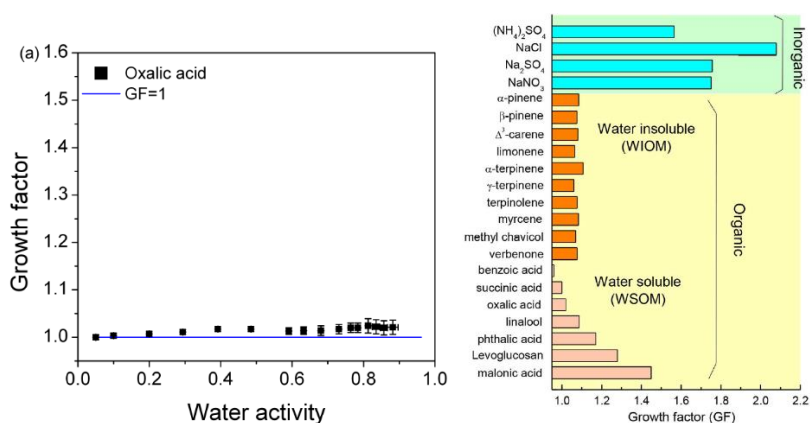 (a)
1.6
1.5
1.4
1.3
1.2
1.1
1.0
0.9
0.8
Growth factor
Oxalic acid
GF=1
0.0 0.2 0.4 0.6 0.8 1.0
Water activity
(NH₄)₂SO₄
NaCl
Na₂SO₄
NaNO₃
α-pinene
β-pinene
Δ³-carene
limonene
α-terpinene
γ-terpinene
terpinolene
myrcene
methyl chavicol
verbenone
benzoic acid
succinic acid
oxalic acid
linalool
phthalic acid
Levoglucosan
malonic acid
Inorganic
Water insoluble
(WIOM)
Organic
Water soluble
(WSOM)
1.0 1.2 1.4 1.6 1.8 2.0 2.2
Growth factor (GF)